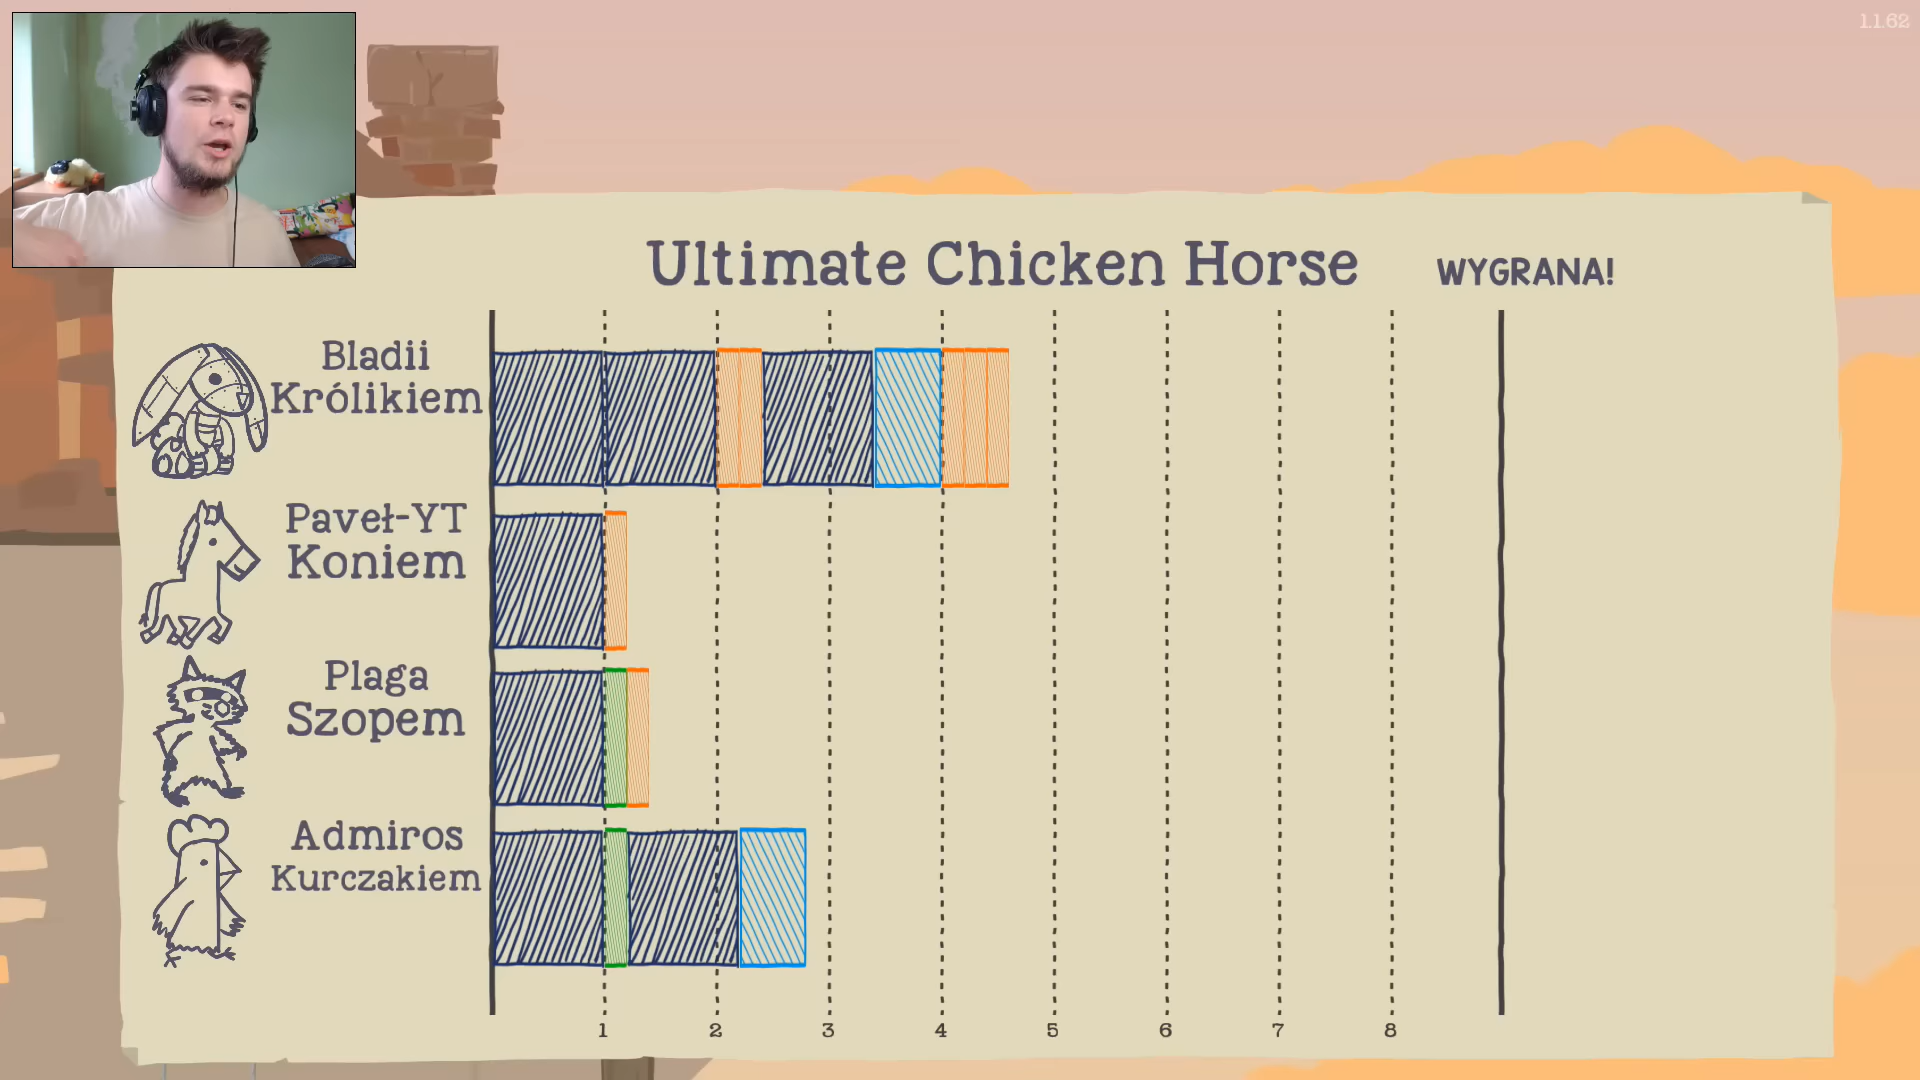 1.1.62
Ultimate Chicken Horse
WYGRANA!
Bladii
Królikiem
Paveł-YT
Koniem
Plaga
Szopem
Admiros
Kurczakiem
1 2 3 4 5 6 7 8